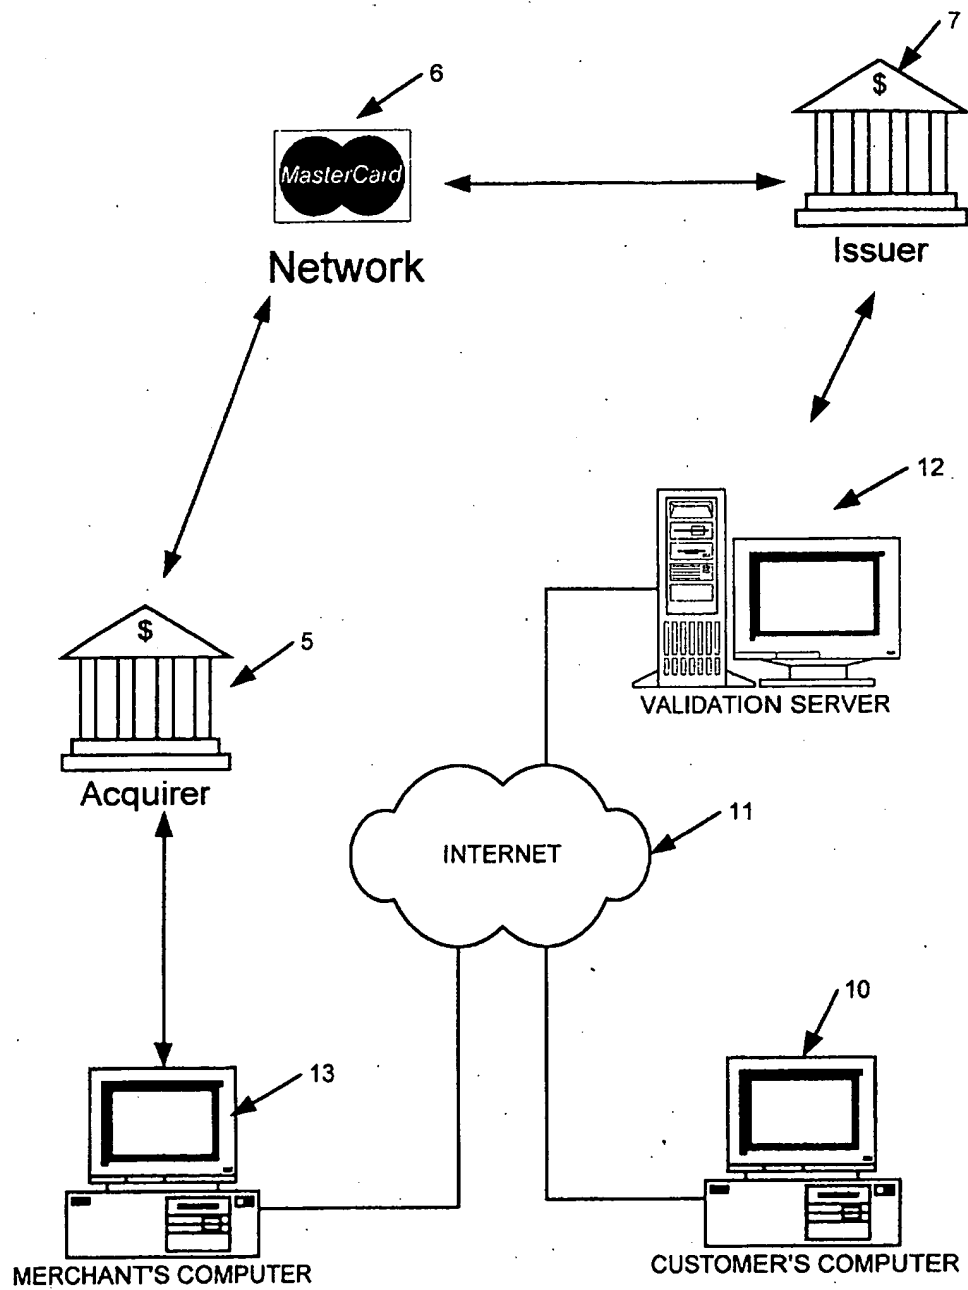 7
$
6
MasterCard
Issuer
Network
12
$
5
VALIDATION SERVER
Acquirer
11
INTERNET
10
13
CUSTOMER'S COMPUTER
MERCHANT'S COMPUTER